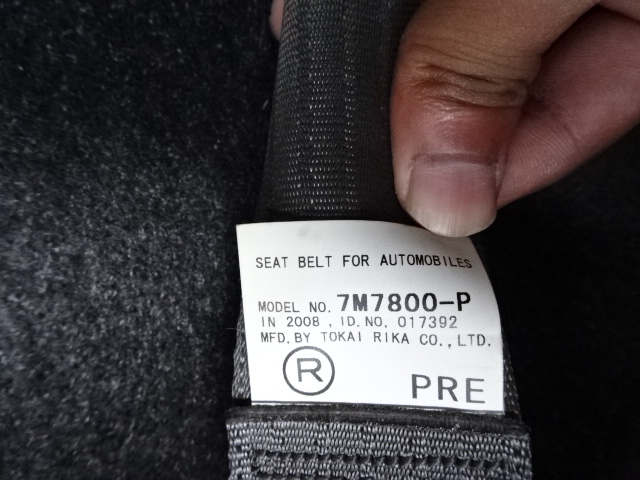 SEAT BELT FOR AUTOMOBILES
MODEL NO. 7M7800-P
IN 2008 , ID.NO. 017392
MFD. BY TOKAI RIKA CO., LTD.
R PRE